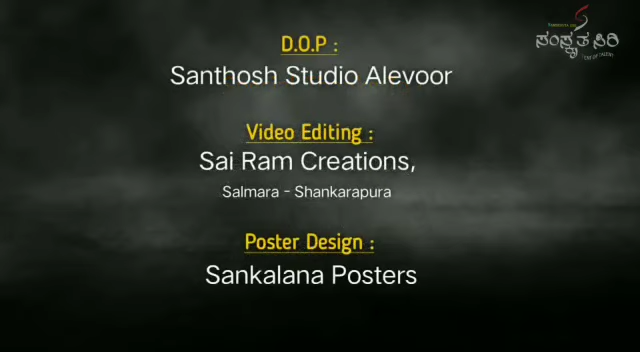 D.O.P :
Santhosh Studio Alevoor
Video Editing :
Sai Ram Creations,
Salmara - Shankarapura
Poster Design :
Sankalana Posters
ಸಂಸ್ಕೃತಿ ಸಿರಿ